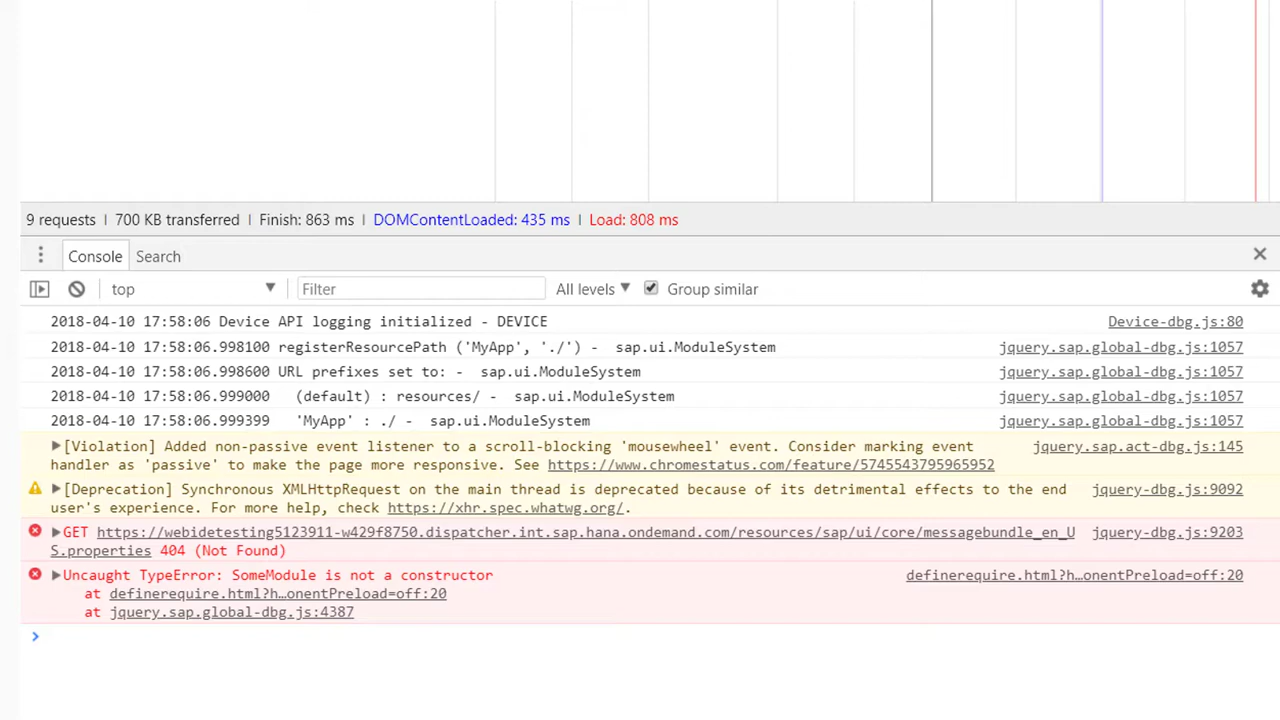 9 requests | 700 KB transferred | Finish: 863 ms | DOMContentLoaded: 435 ms | Load: 808 ms
Console Search
top Filter All levels Group similar
2018-04-10 17:58:06 Device API logging initialized - DEVICE Device-dbg.js:80
2018-04-10 17:58:06.998100 registerResourcePath ('MyApp', './') - sap.ui.ModuleSystem jquery.sap.global-dbg.js:1057
2018-04-10 17:58:06.998600 URL prefixes set to: - sap.ui.ModuleSystem jquery.sap.global-dbg.js:1057
2018-04-10 17:58:06.999000 (default) : resources/ - sap.ui.ModuleSystem jquery.sap.global-dbg.js:1057
2018-04-10 17:58:06.999399 'MyApp' : ./ - sap.ui.ModuleSystem jquery.sap.global-dbg.js:1057
[Violation] Added non-passive event listener to a scroll-blocking 'mousewheel' event. Consider marking event jquery.sap.act-dbg.js:145
handler as 'passive' to make the page more responsive. See https://www.chromestatus.com/feature/5745543795965952
[Deprecation] Synchronous XMLHttpRequest on the main thread is deprecated because of its detrimental effects to the end jquery-dbg.js:9092
user's experience. For more help, check https://xhr.spec.whatwg.org/.
GET https://webidetesting5123911-w429f8750.dispatcher.int.sap.hana.ondemand.com/resources/sap/ui/core/messagebundle_en_U jquery-dbg.js:9203
S.properties 404 (Not Found)
Uncaught TypeError: SomeModule is not a constructor definerequire.html?h…onentPreload=off:20
at definerequire.html?h…onentPreload=off:20
at jquery.sap.global-dbg.js:4387